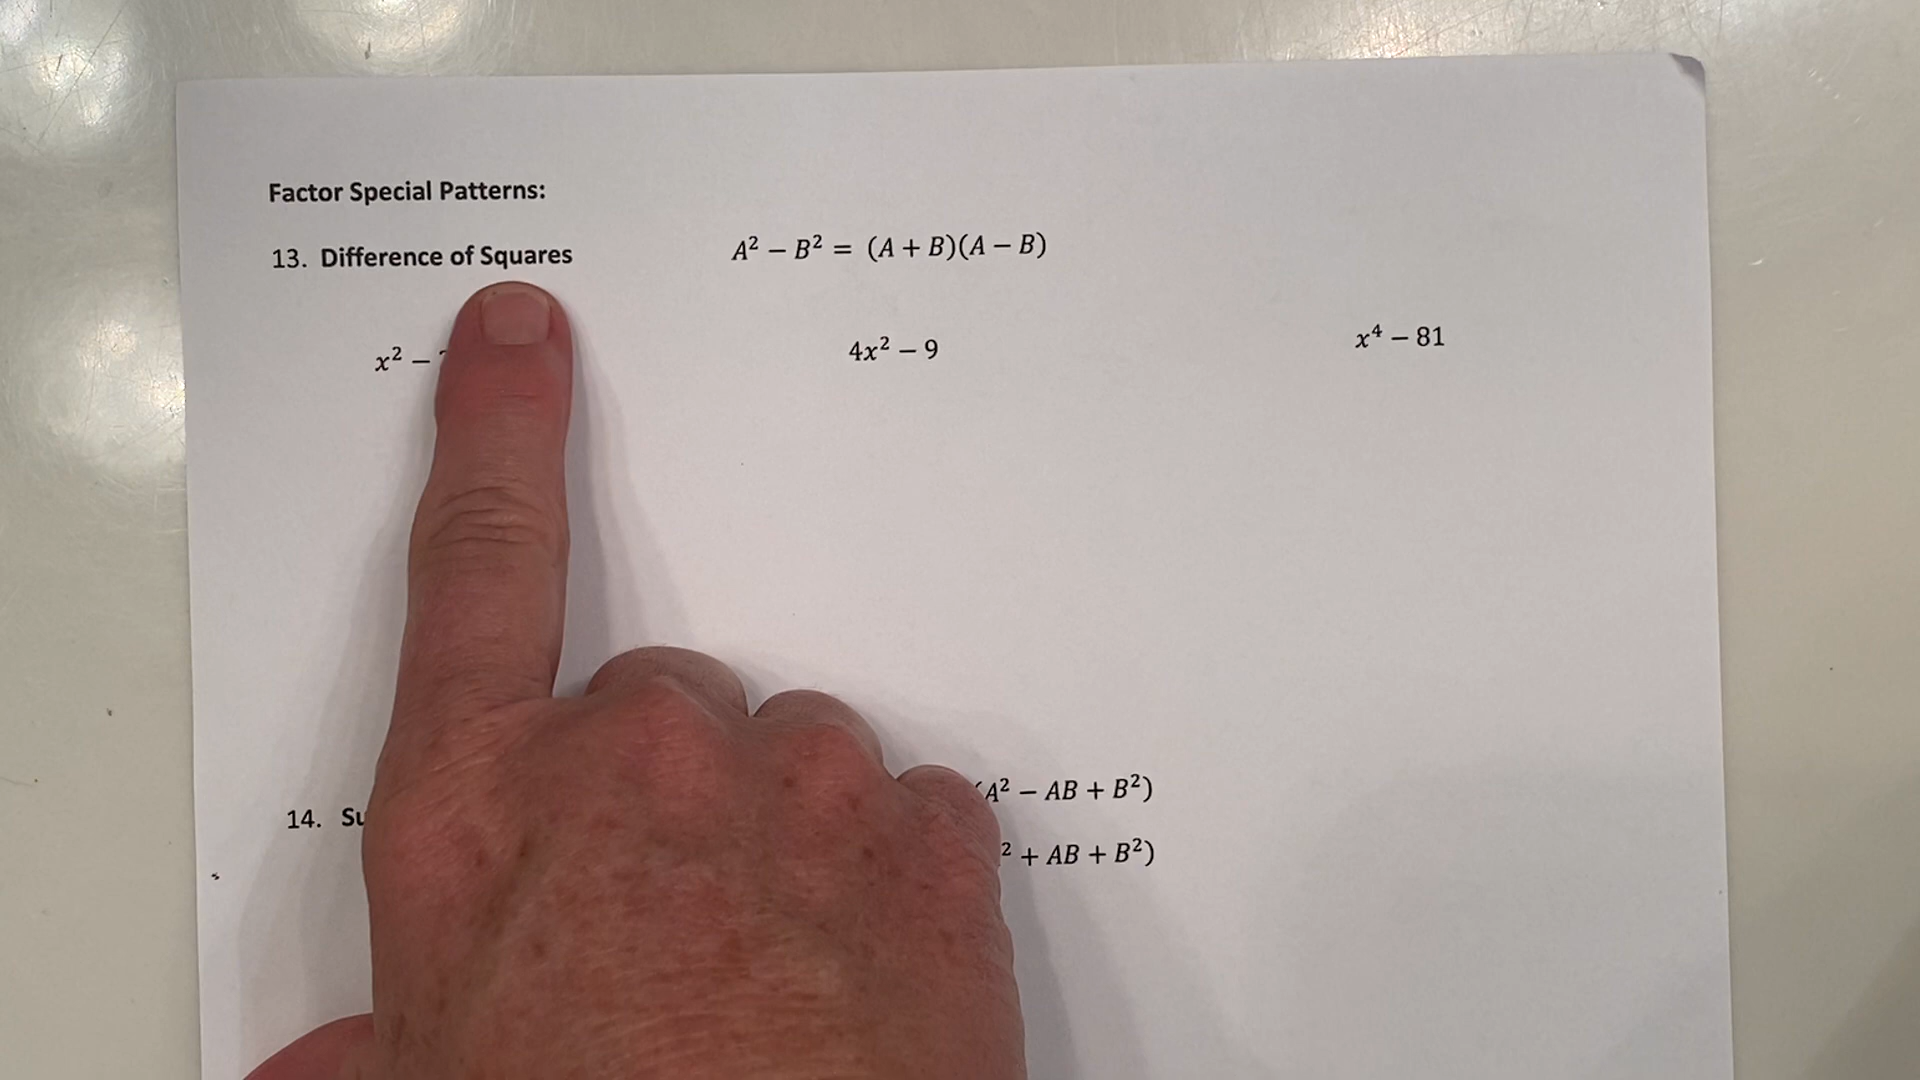 Factor Special Patterns:
13. Difference of Squares A² − B² = (A + B)(A − B)
x² − 4x² − 9 x⁴ − 81
14. (A² − AB + B²)
² + AB + B²)